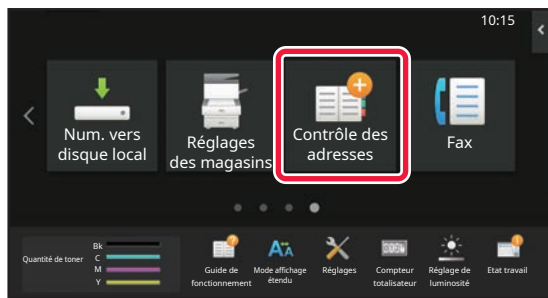 10:15
Num. vers
disque local
Réglages
des magasins
Contrôle des
adresses
Fax
Quantité de toner
Bk
C
M
Y
Guide de
fonctionnement
Mode affichage
étendu
Réglages
Compteur
totalisateur
Réglage de
luminosité
Etat travail